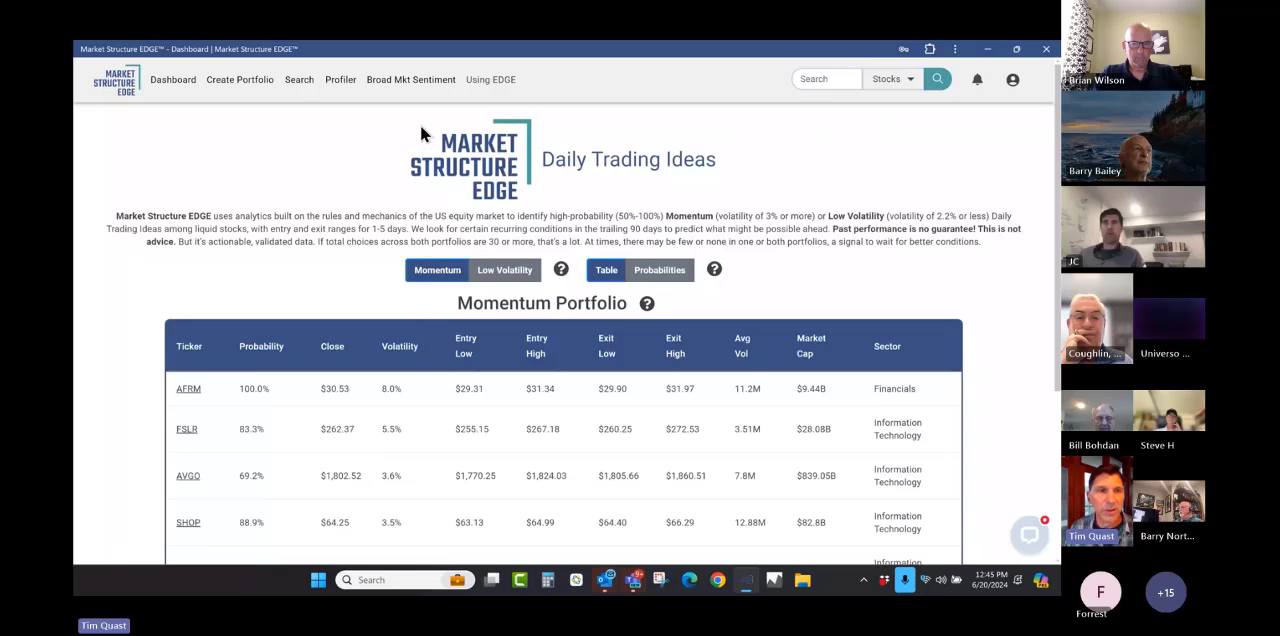 Market Structure EDGE™ - Dashboard | Market Structure EDGE™
MARKET
STRUCTURE
EDGE
Dashboard
Create Portfolio
Search
Profiler
Broad Mkt Sentiment
Using EDGE
Search
Stocks
MARKET
STRUCTURE
EDGE
Daily Trading Ideas
Market Structure EDGE uses analytics built on the rules and mechanics of the US equity market to identify high-probability (50%-100%) Momentum (volatility of 3% or more) or Low Volatility (volatility of 2.2% or less) Daily
Trading Ideas among liquid stocks, with entry and exit ranges for 1-5 days. We look for certain recurring conditions in the trailing 90 days to predict what might be possible ahead. Past performance is no guarantee! This is not
advice. But it's actionable, validated data. If total choices across both portfolios are 30 or more, that's a lot. At times, there may be few or none in one or both portfolios, a signal to wait for better conditions.
Momentum
Low Volatility
?
Table
Probabilities
?
Momentum Portfolio ?
Ticker
Probability
Close
Volatility
Entry
Low
Entry
High
Exit
Low
Exit
High
Avg
Vol
Market
Cap
Sector
AFRM 100.0% $30.53 8.0% $29.31 $31.34 $29.90 $31.97 11.2M $9.44B Financials
FSLR 83.3% $262.37 5.5% $255.15 $267.18 $260.25 $272.53 3.51M $28.08B Information
Technology
AVGO 69.2% $1,802.52 3.6% $1,770.25 $1,824.03 $1,805.66 $1,860.51 7.8M $839.05B Information
Technology
SHOP 88.9% $64.25 3.5% $63.13 $64.99 $64.40 $66.29 12.88M $82.8B Information
Technology
Information
Search
12:45 PM
6/20/2024
Tim Quast
Brian Wilson
Barry Bailey
JC
Coughlin, ...
Universo ...
Bill Bohdan
Steve H
Tim Quast
Barry Nort...
F
Forrest
+15